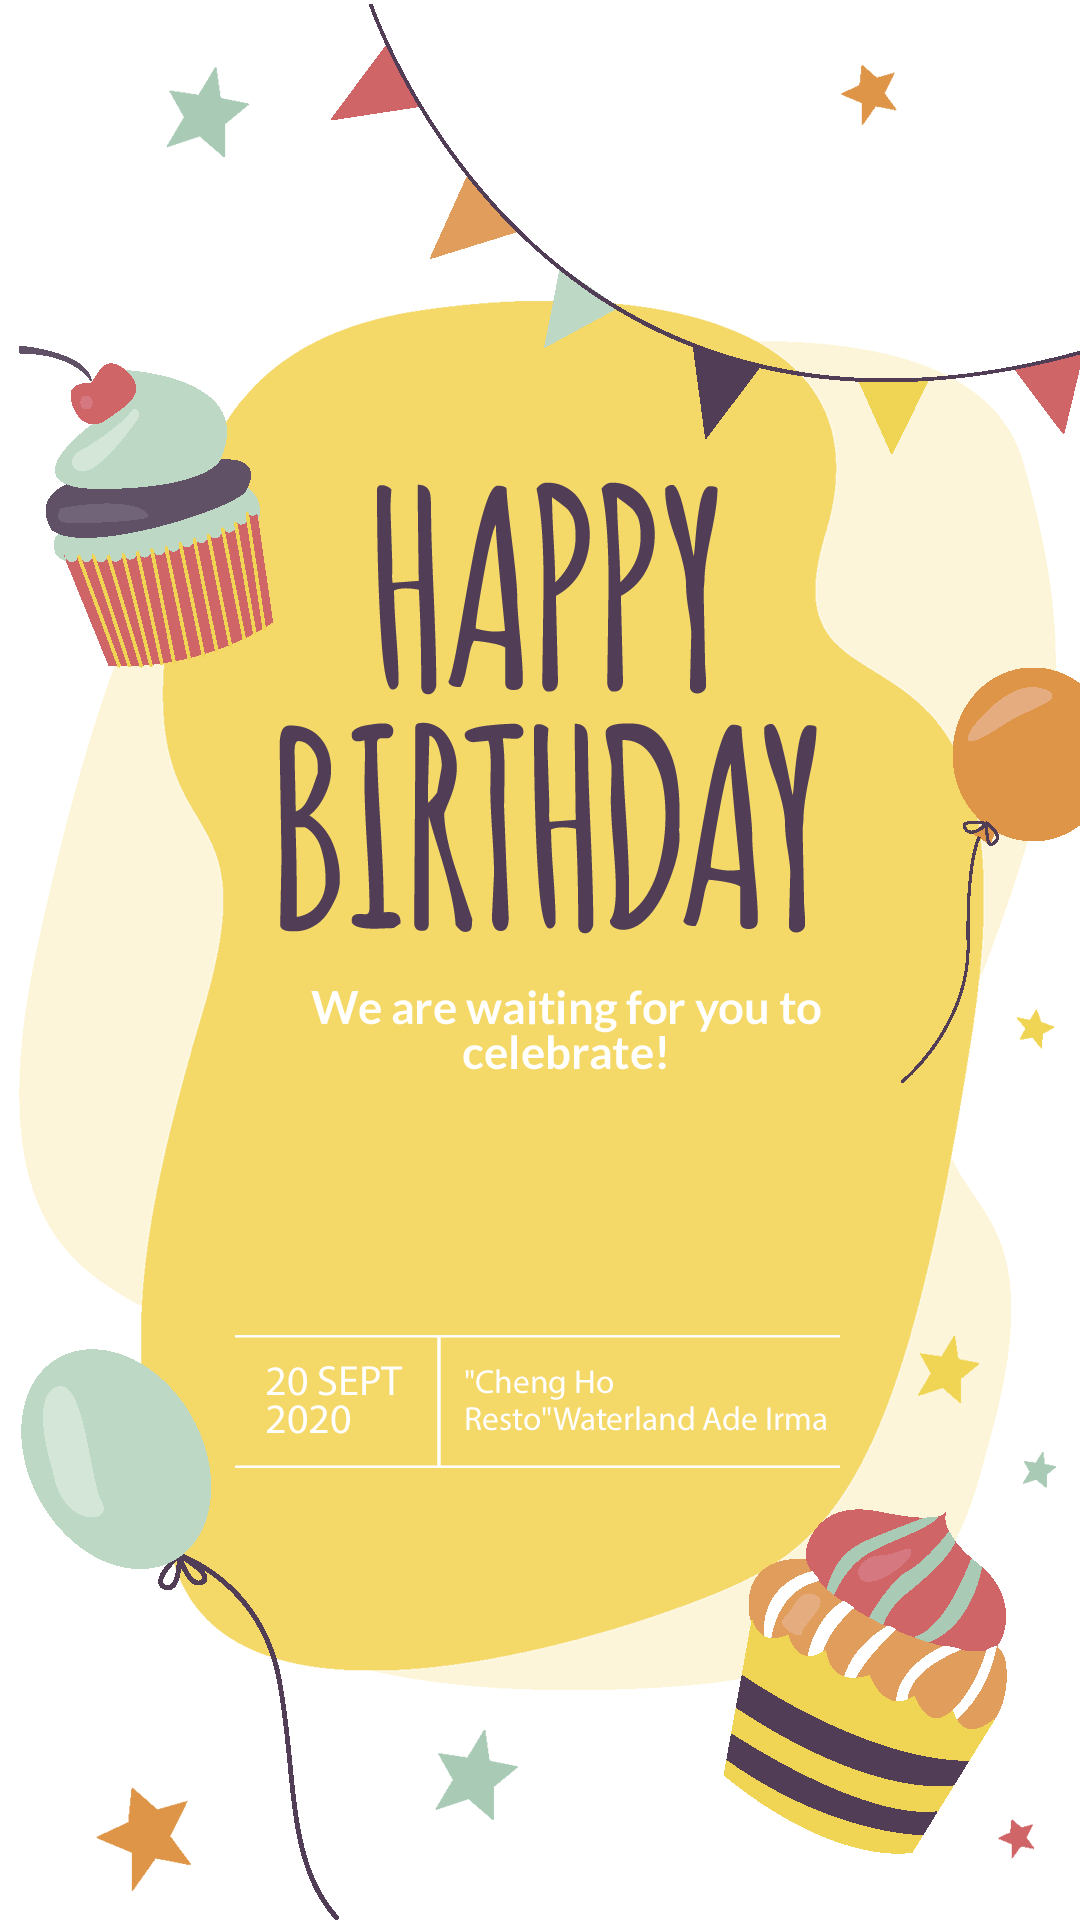 HAPPY
BIRTHDAY
We are waiting for you to
celebrate!
20 SEPT
2020
"Cheng Ho
Resto"Waterland Ade Irma